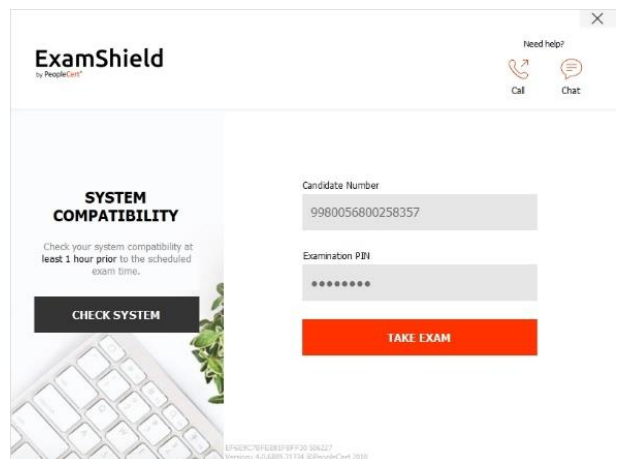 Need help?
ExamShield
by PeopleCert
Call
Chat
SYSTEM
COMPATIBILITY
Check your system compatibility at
least 1 hour prior to the scheduled
exam time.
CHECK SYSTEM
Candidate Number
9980056800258357
Examination PIN
●●●●●●●●
TAKE EXAM